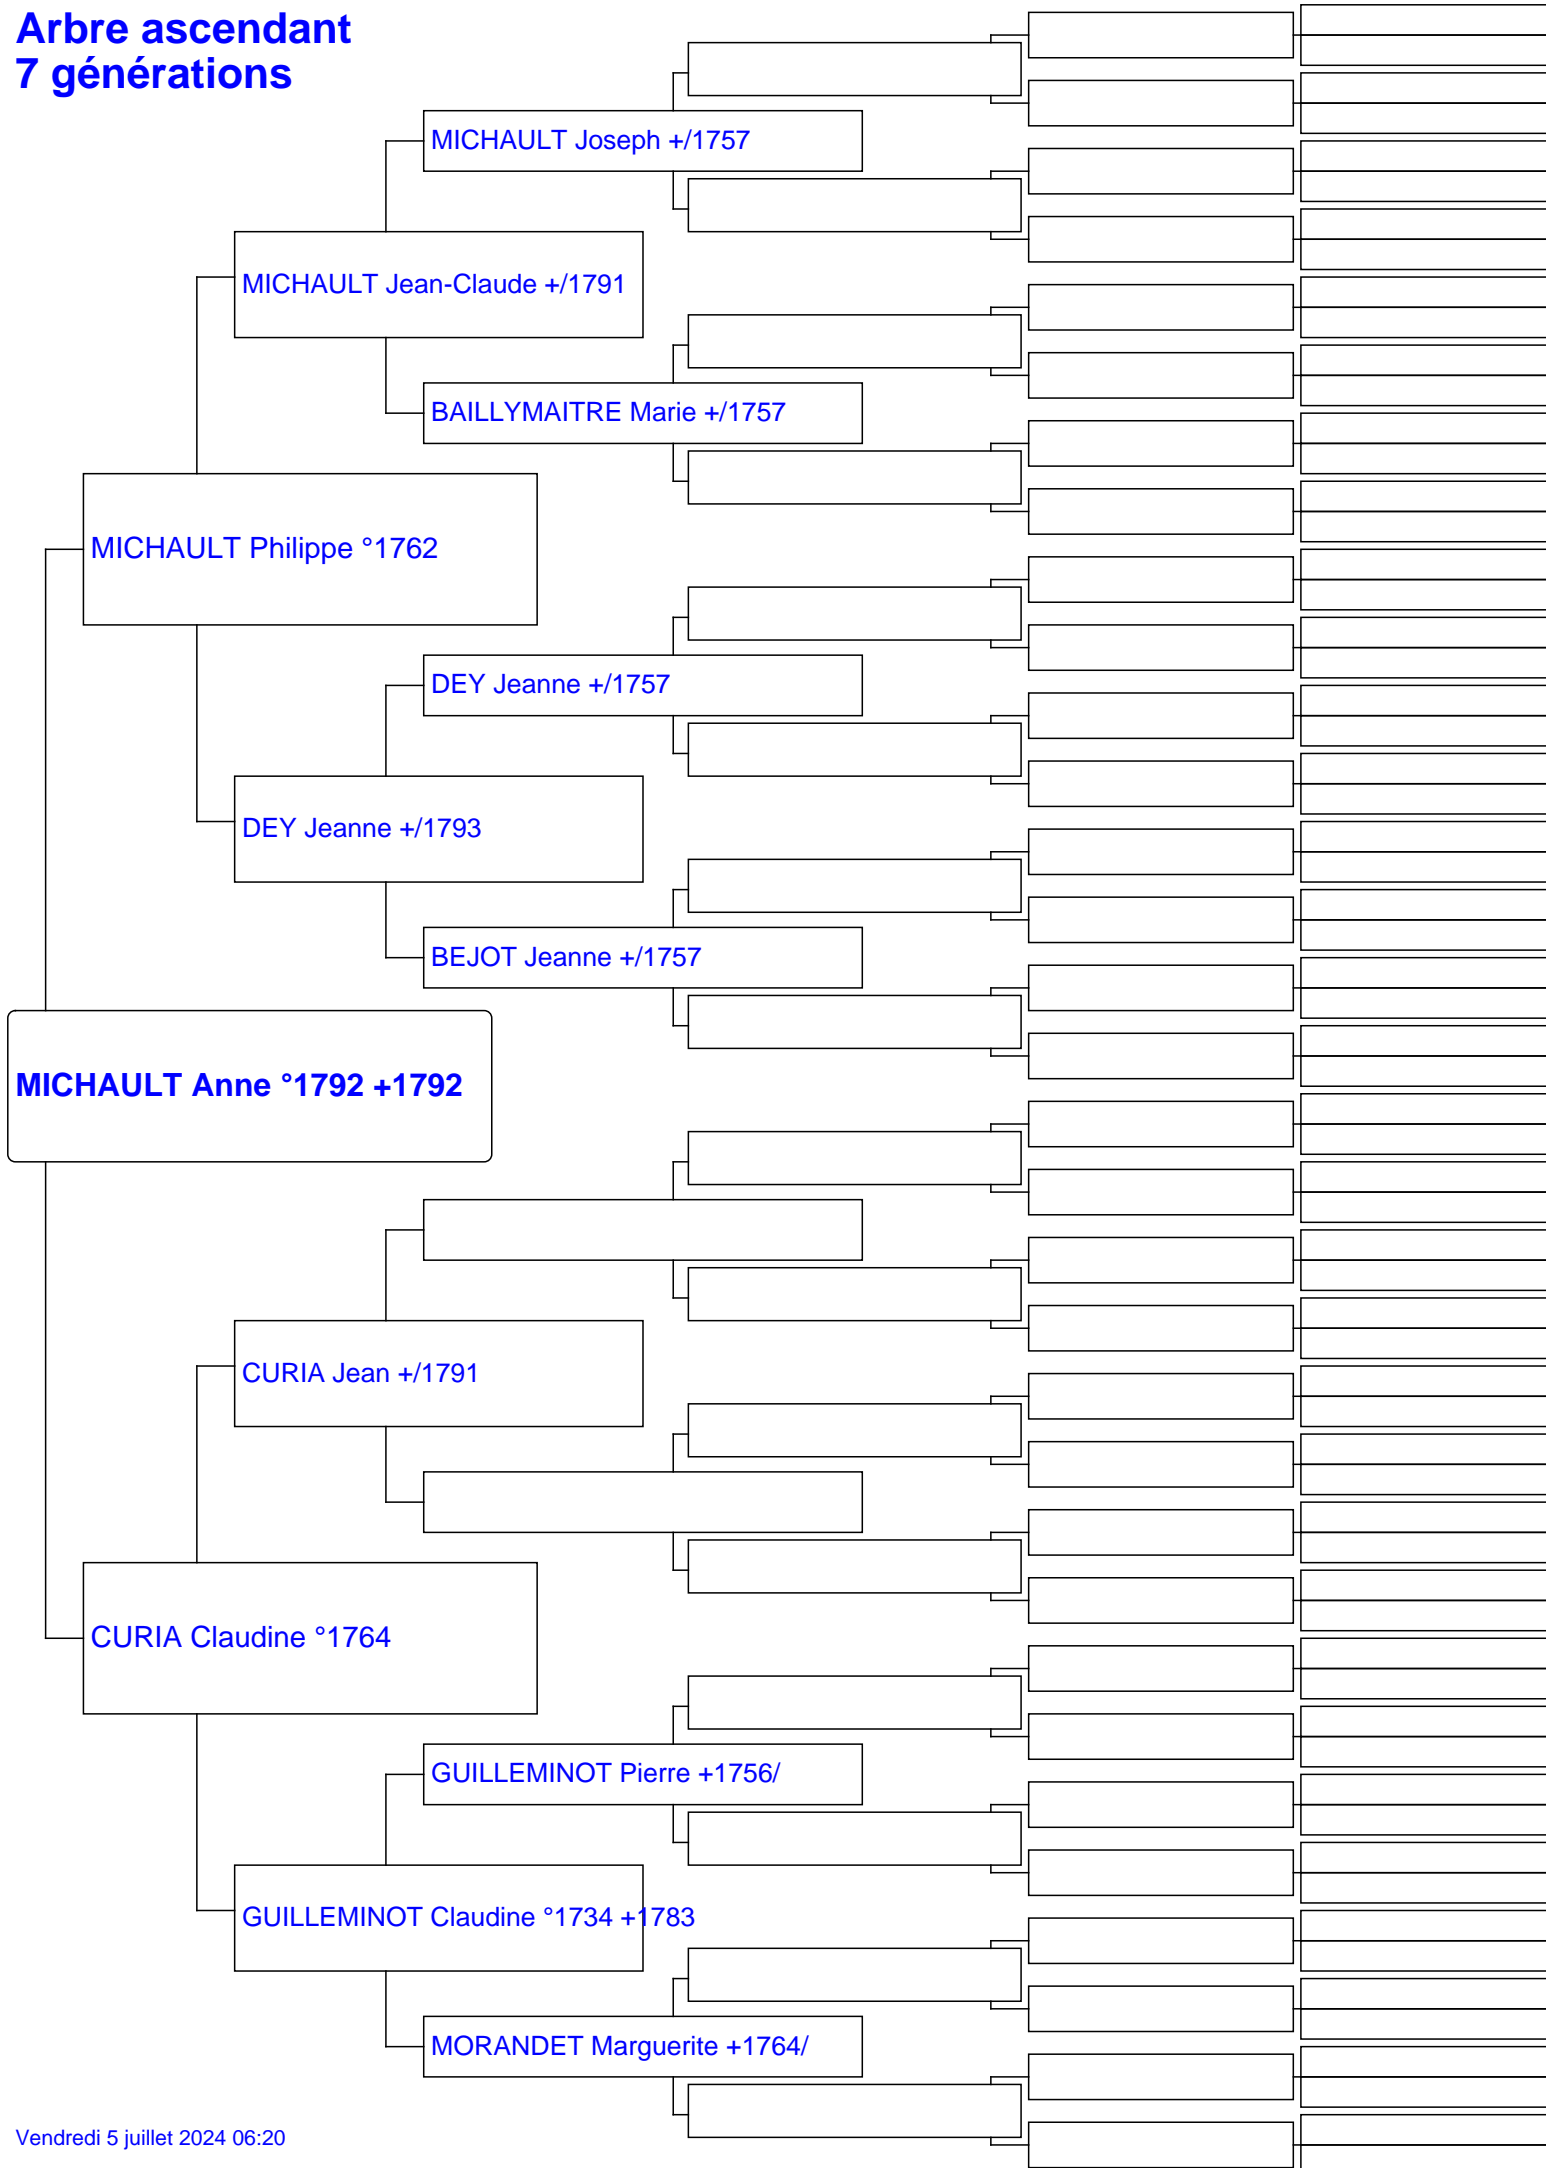 Arbre ascendant
7 générations
MICHAULT Joseph +/1757
MICHAULT Jean-Claude +/1791
BAILLYMAITRE Marie +/1757
MICHAULT Philippe °1762
DEY Jeanne +/1757
DEY Jeanne +/1793
BEJOT Jeanne +/1757
MICHAULT Anne °1792 +1792
CURIA Jean +/1791
CURIA Claudine °1764
GUILLEMINOT Pierre +1756/
GUILLEMINOT Claudine °1734 +1783
MORANDET Marguerite +1764/
Vendredi 5 juillet 2024 06:20